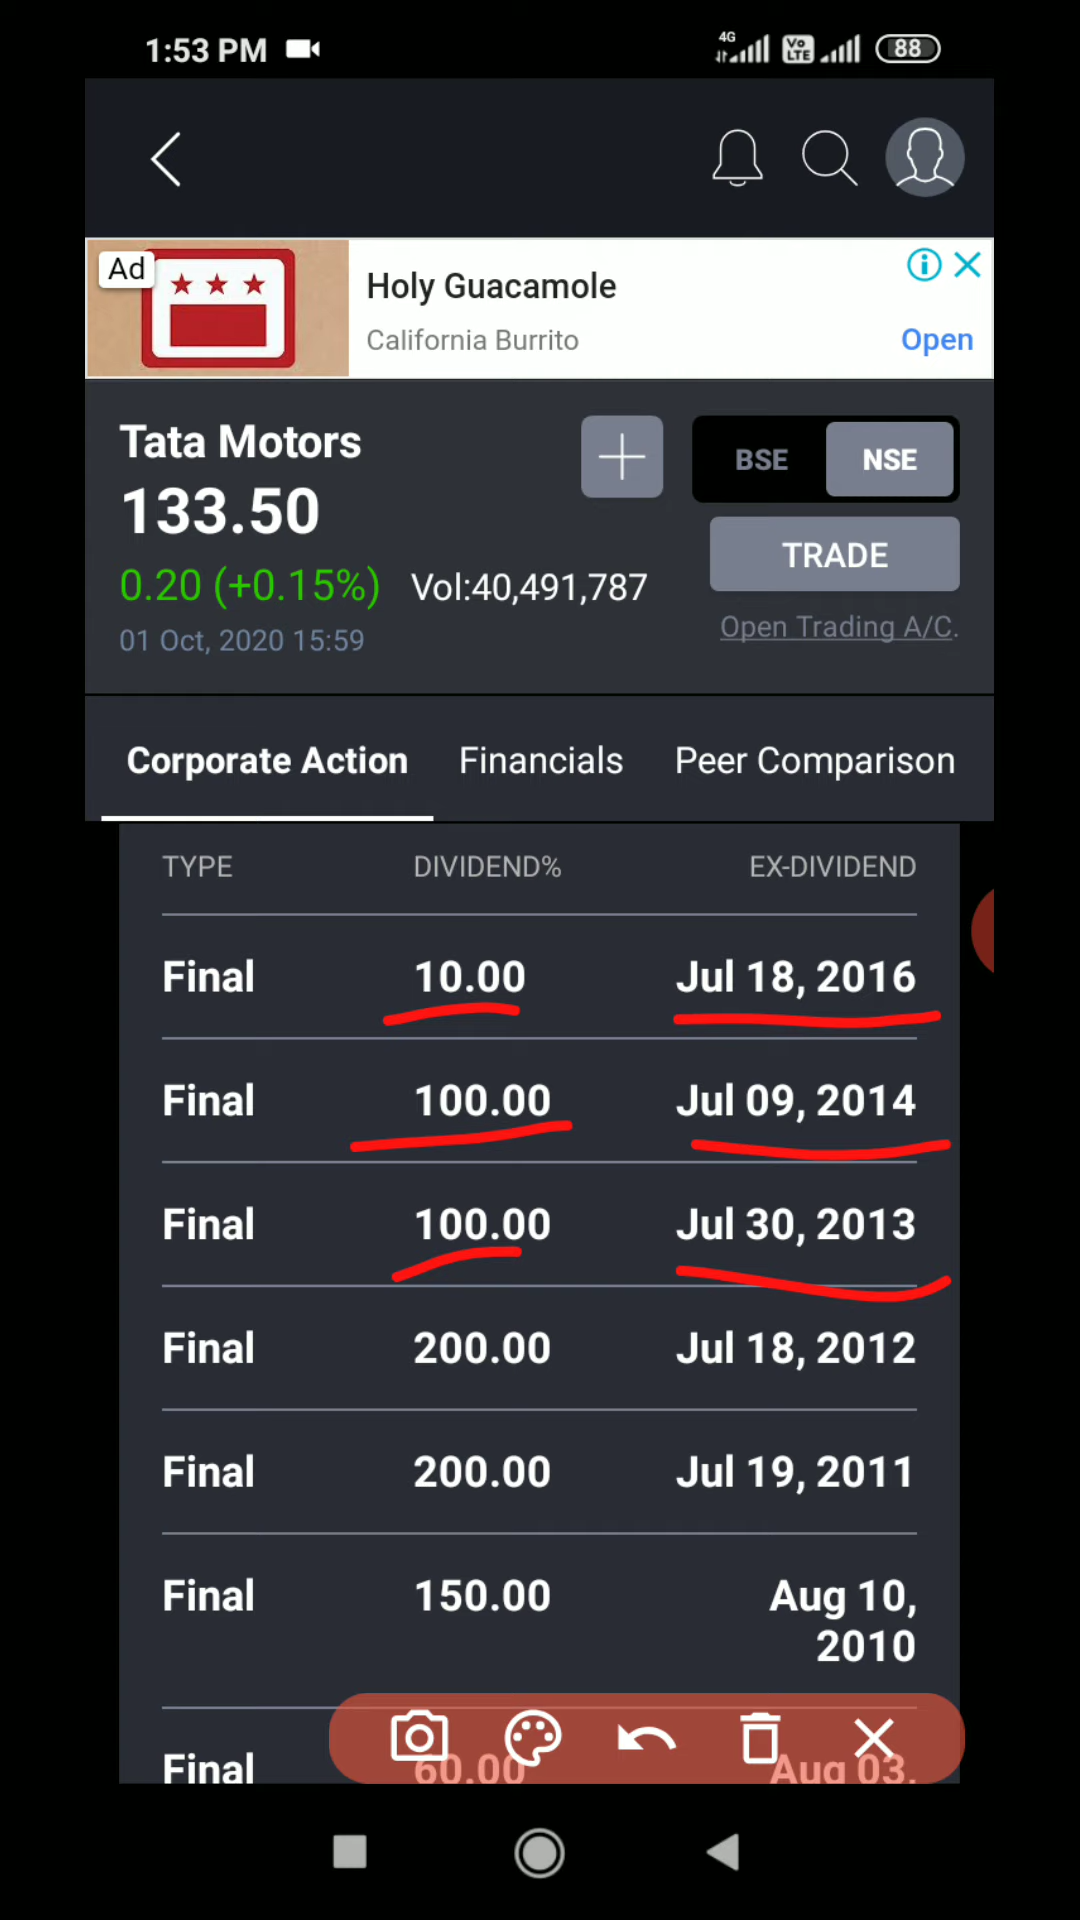 1:53 PM
4G Vo LTE 88
Ad
Holy Guacamole
California Burrito
Open
Tata Motors
BSE NSE
133.50
TRADE
0.20 (+0.15%) Vol:40,491,787
01 Oct, 2020 15:59
Open Trading A/C.
Corporate Action Financials Peer Comparison
TYPE DIVIDEND% EX-DIVIDEND
Final 10.00 Jul 18, 2016
Final 100.00 Jul 09, 2014
Final 100.00 Jul 30, 2013
Final 200.00 Jul 18, 2012
Final 200.00 Jul 19, 2011
Final 150.00 Aug 10,
2010
Final 60.00 Aug 03,